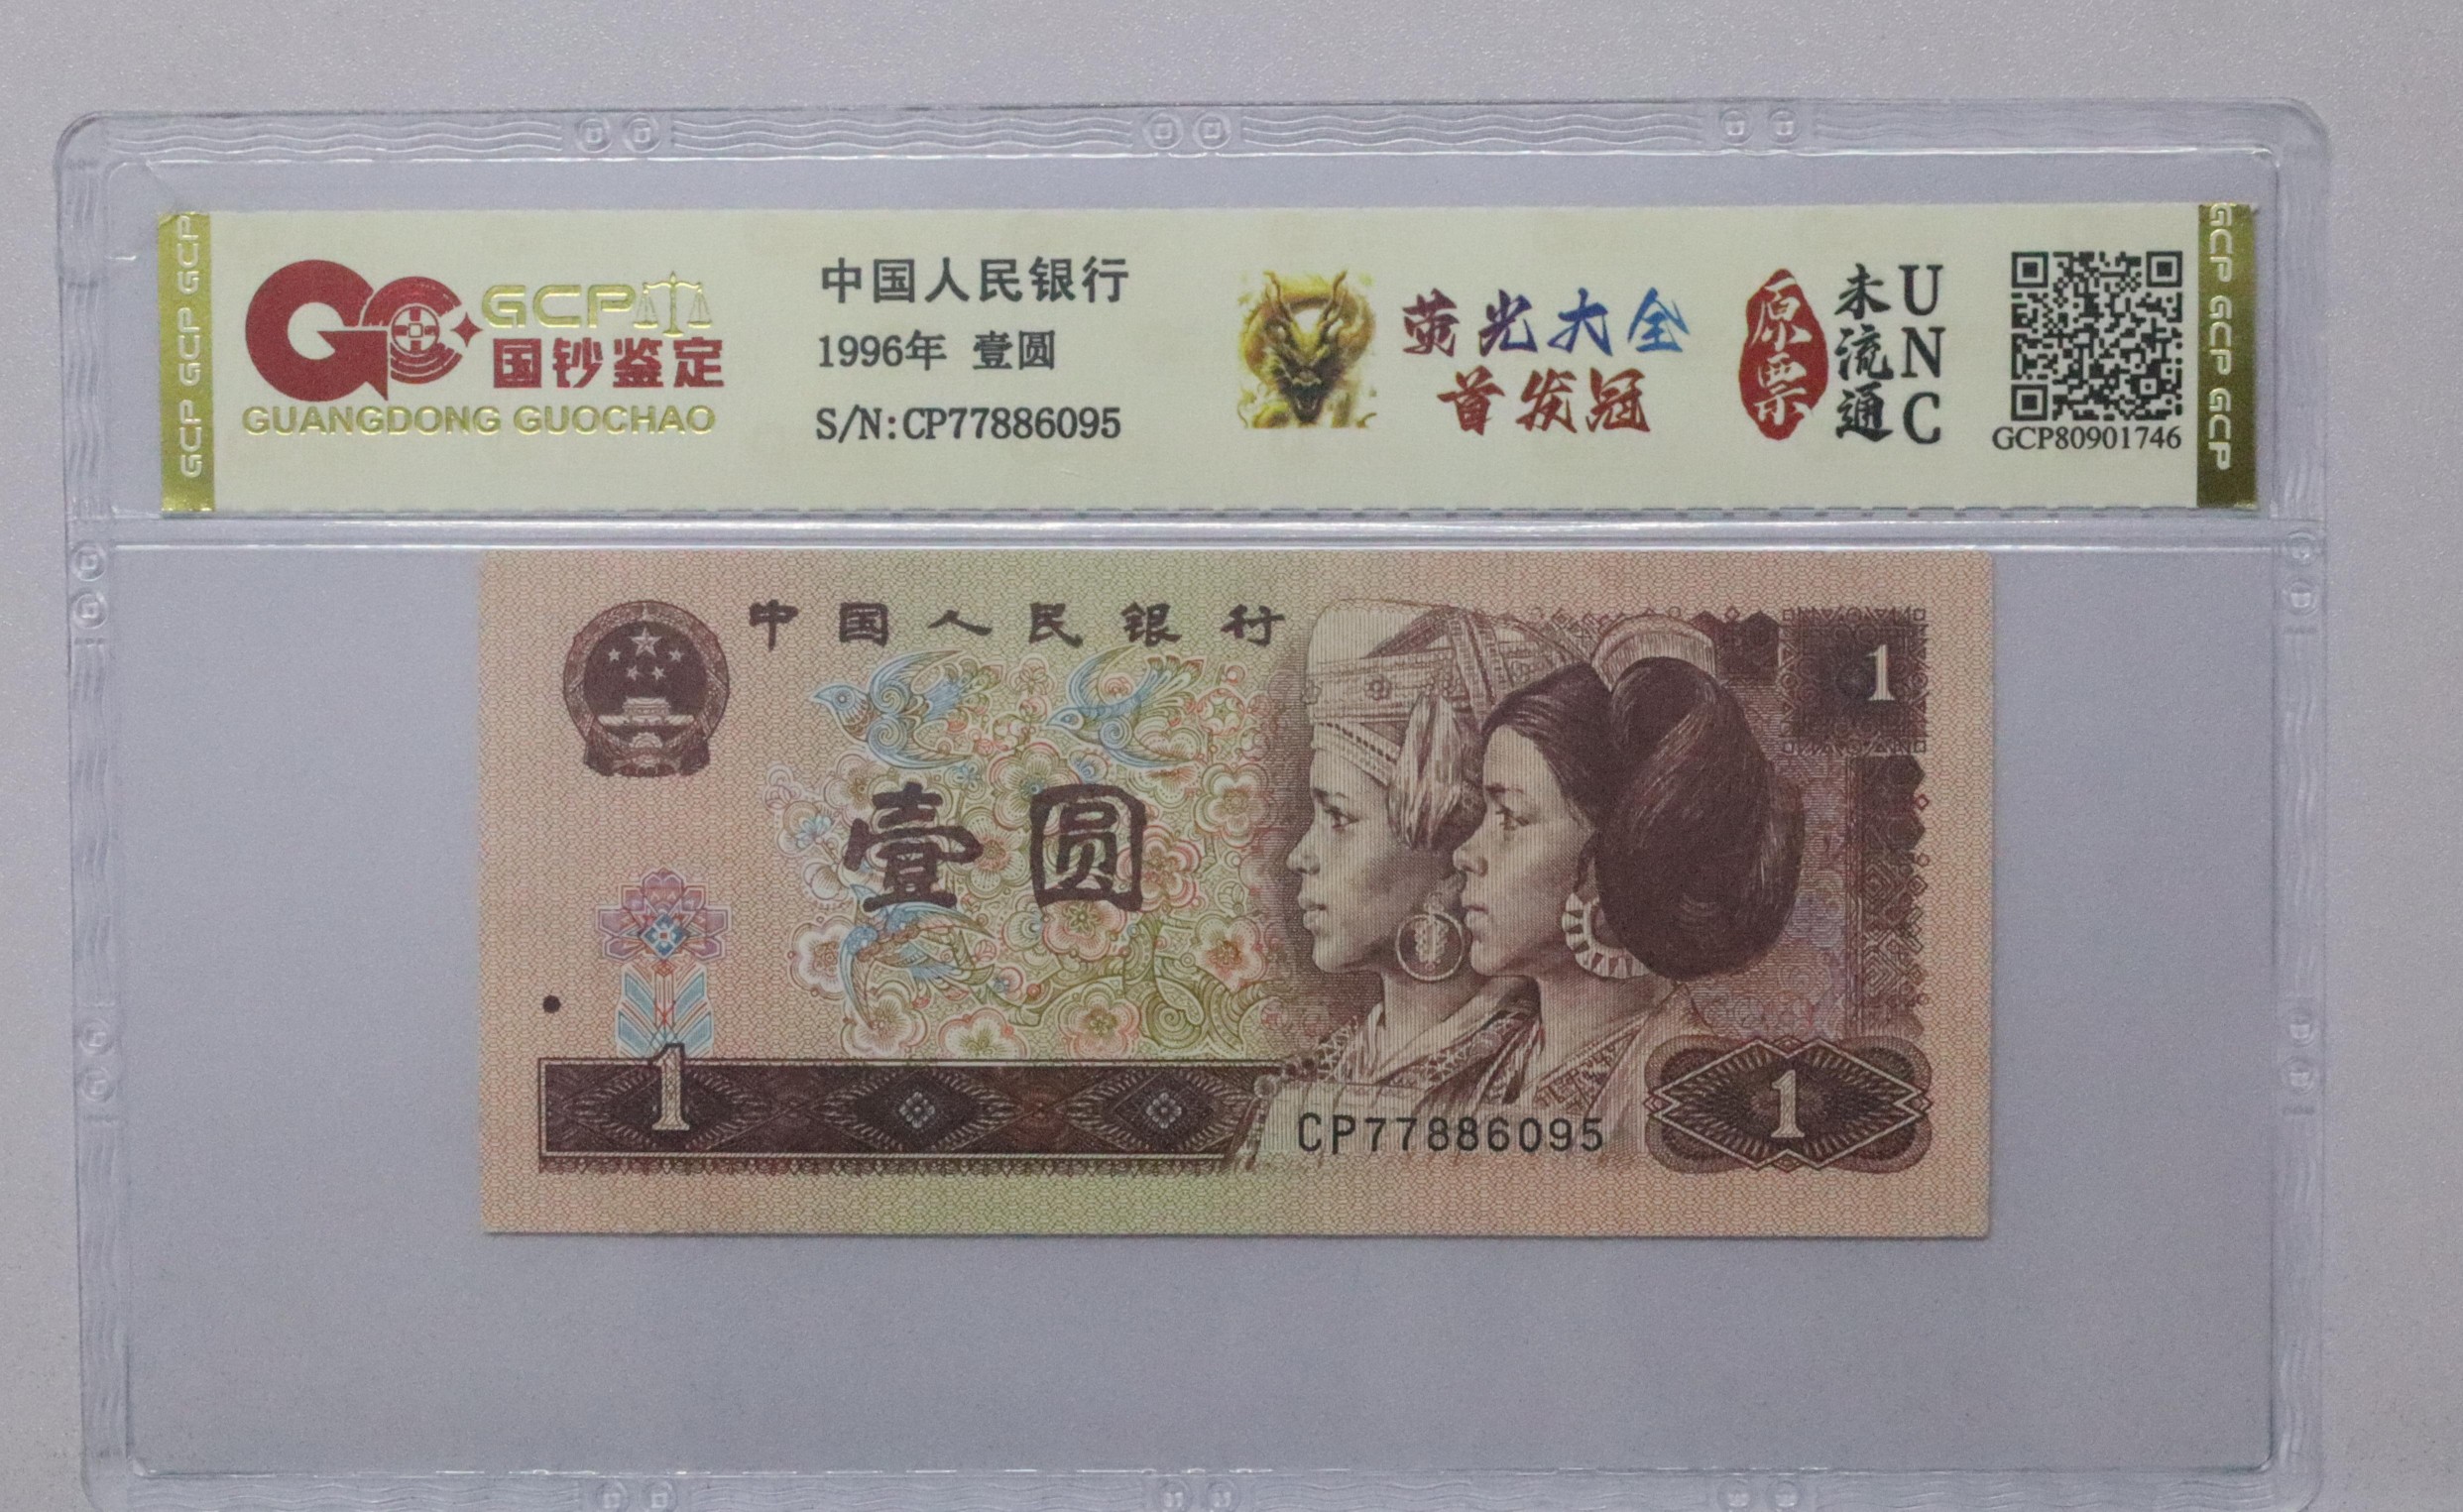 GCP GCP GCP
GCP
国钞鉴定
GUANGDONG GUOCHAO
中国人民银行
1996年 壹圆
S/N:CP77886095
荧光大全
首发冠
原票
未流通
UNC
GCP80901746
GCP GCP GCP
中国人民银行
1
壹圆
1
CP77886095
1